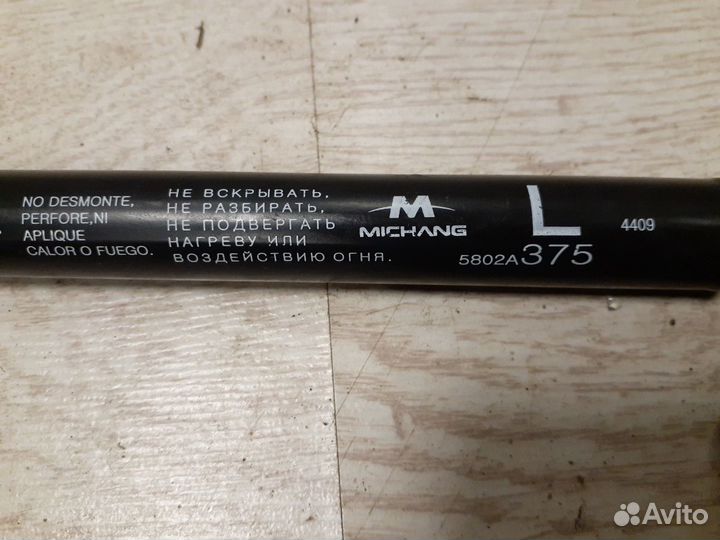 NO DESMONTE,
PERFORE,NI
APLIQUE
CALOR O FUEGO.
НЕ ВСКРЫВАТЬ,
НЕ РАЗБИРАТЬ,
НЕ ПОДВЕРГАТЬ
НАГРЕВУ ИЛИ
ВОЗДЕЙСТВИЮ ОГНЯ.
MICHANG
L
5802A375
4409
Avito